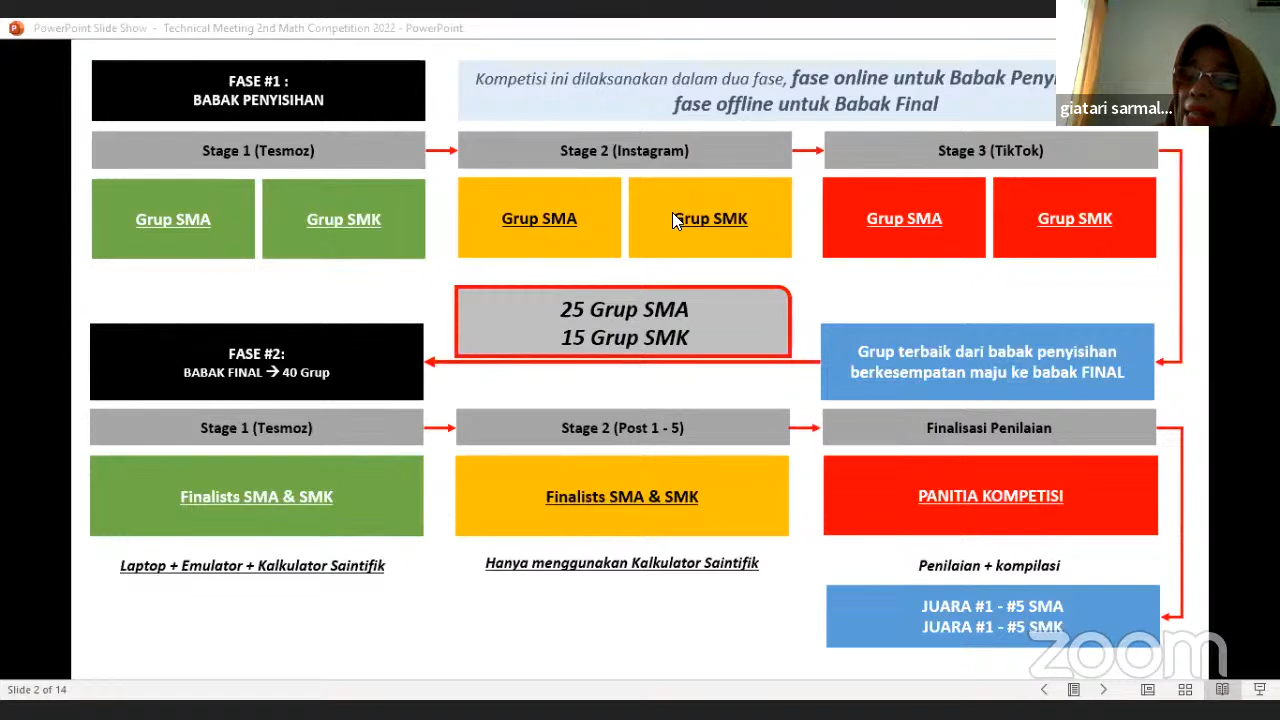 PowerPoint Slide Show - Technical Meeting 2nd Math Competition 2022 - PowerPoint
FASE #1 :
BABAK PENYISIHAN
Kompetisi ini dilaksanakan dalam dua fase, fase online untuk Babak
fase offline untuk Babak Final
giatari sarmal...
Stage 1 (Tesmoz)
Stage 2 (Instagram)
Stage 3 (TikTok)
Grup SMA
Grup SMK
Grup SMA
Grup SMK
Grup SMA
Grup SMK
25 Grup SMA
15 Grup SMK
FASE #2:
BABAK FINAL → 40 Grup
Grup terbaik dari babak penyisihan
berkesempatan maju ke babak FINAL
Stage 1 (Tesmoz)
Stage 2 (Post 1 - 5)
Finalisasi Penilaian
Finalists SMA & SMK
Finalists SMA & SMK
PANITIA KOMPETISI
Laptop + Emulator + Kalkulator Saintifik
Hanya menggunakan Kalkulator Saintifik
Penilaian + kompilasi
JUARA #1 - #5 SMA
JUARA #1 - #5 SMK
zoom
Slide 2 of 14